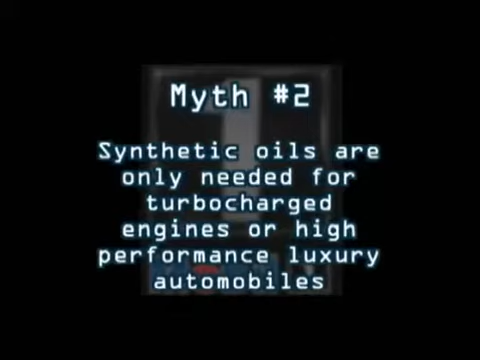 Myth #2
Synthetic oils are
only needed for
turbocharged
engines or high
performance luxury
automobiles